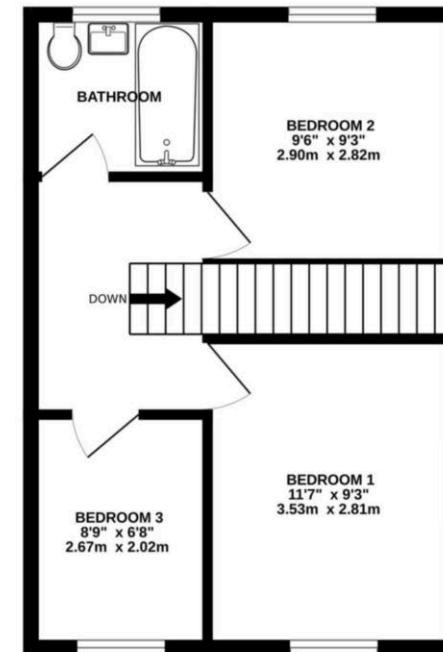 BATHROOM
BEDROOM 2
9'6" x 9'3"
2.90m x 2.82m
DOWN
BEDROOM 1
11'7" x 9'3"
3.53m x 2.81m
BEDROOM 3
8'9" x 6'8"
2.67m x 2.02m